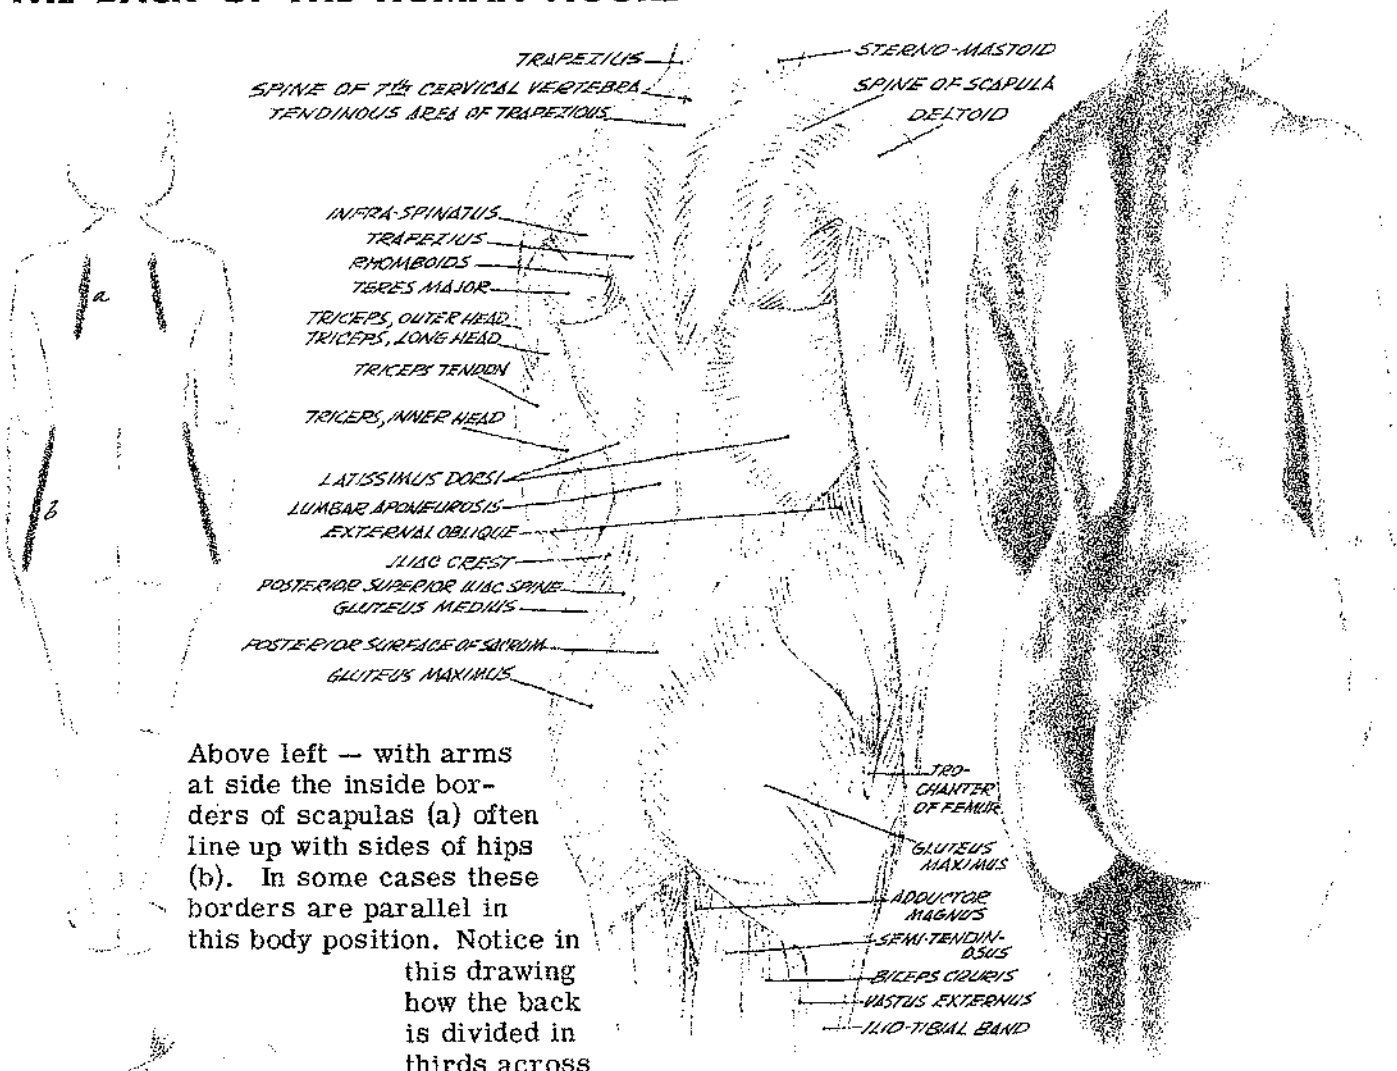 TRAPEZIUS
SPINE OF 7th CERVICAL VERTEBRA
TENDINOUS AREA OF TRAPEZIOUS
INFRA-SPINATUS
TRAPEZIUS
RHOMBOIDS
TERES MAJOR
TRICEPS, OUTER HEAD
TRICEPS, LONG HEAD
TRICEPS TENDON
TRICEPS, INNER HEAD
LATISSIMUS DORSI
LUMBAR APONEUROSIS
EXTERNAL OBLIQUE
ILIAC CREST
POSTERIOR SUPERIOR ILIAC SPINE
GLUTEUS MEDIUS
POSTERIOR SURFACE OF SACRUM
GLUTEUS MAXIMUS
STERNO-MASTOID
SPINE OF SCAPULA
DELTOID
a
b
TRO-
CHANTER
OF FEMUR
GLUTEUS
MAXIMUS
ADDUCTOR
MAGNUS
SEMI-TENDIN-
OSUS
BICEPS CRURIS
VASTUS EXTERNUS
ILIO-TIBIAL BAND
Above left — with arms
at side the inside bor-
ders of scapulas (a) often
line up with sides of hips
(b). In some cases these
borders are parallel in
this body position. Notice in
this drawing
how the back
is divided in
thirds across